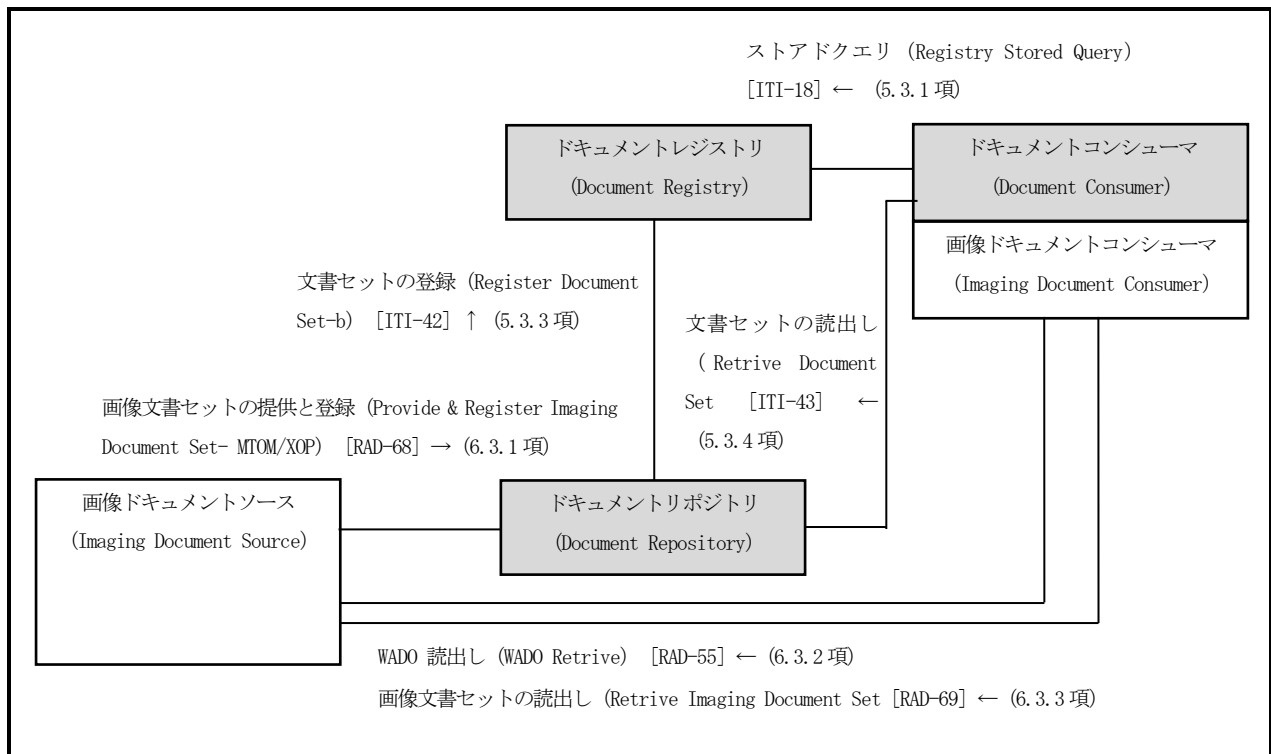 ストアドクエリ (Registry Stored Query)
[ITI-18] ← (5.3.1項)
ドキュメントレジストリ
(Document Registry)
ドキュメントコンシューマ
(Document Consumer)
画像ドキュメントコンシューマ
(Imaging Document Consumer)
文書セットの登録 (Register Document
Set-b) [ITI-42] ↑ (5.3.3項)
文書セットの読出し
( Retrive Document
Set [ITI-43] ←
(5.3.4項)
画像文書セットの提供と登録 (Provide & Register Imaging
Document Set- MTOM/XOP) [RAD-68] → (6.3.1項)
画像ドキュメントソース
(Imaging Document Source)
ドキュメントリポジトリ
(Document Repository)
WADO 読出し (WADO Retrive) [RAD-55] ← (6.3.2項)
画像文書セットの読出し (Retrive Imaging Document Set [RAD-69] ← (6.3.3項)